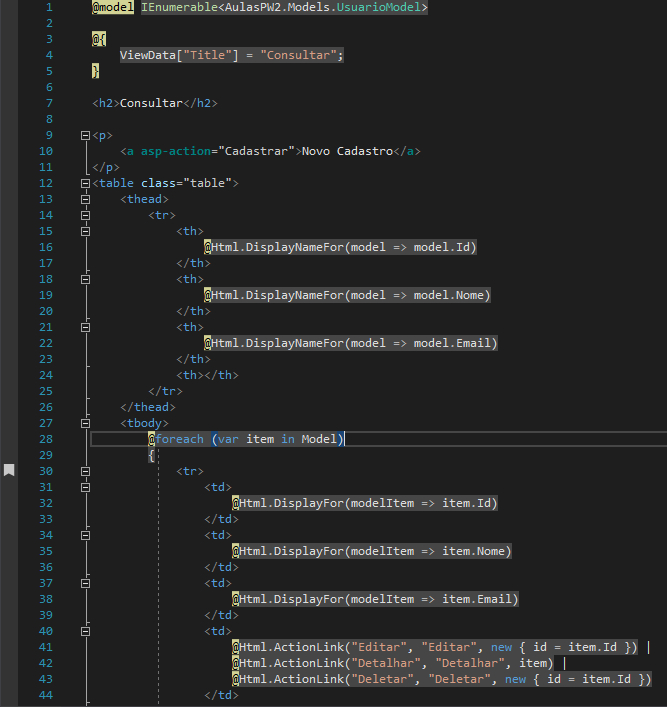 1 @model IEnumerable<AulasPW2.Models.UsuarioModel>
2
3 @{
4     ViewData["Title"] = "Consultar";
5 }
6
7 <h2>Consultar</h2>
8
9 <p>
10     <a asp-action="Cadastrar">Novo Cadastro</a>
11 </p>
12 <table class="table">
13     <thead>
14         <tr>
15             <th>
16                 @Html.DisplayNameFor(model => model.Id)
17             </th>
18             <th>
19                 @Html.DisplayNameFor(model => model.Nome)
20             </th>
21             <th>
22                 @Html.DisplayNameFor(model => model.Email)
23             </th>
24             <th></th>
25         </tr>
26     </thead>
27     <tbody>
28         @foreach (var item in Model)
29         {
30             <tr>
31                 <td>
32                     @Html.DisplayFor(modelItem => item.Id)
33                 </td>
34                 <td>
35                     @Html.DisplayFor(modelItem => item.Nome)
36                 </td>
37                 <td>
38                     @Html.DisplayFor(modelItem => item.Email)
39                 </td>
40                 <td>
41                     @Html.ActionLink("Editar", "Editar", new { id = item.Id }) |
42                     @Html.ActionLink("Detalhar", "Detalhar", item) |
43                     @Html.ActionLink("Deletar", "Deletar", new { id = item.Id })
44                 </td>